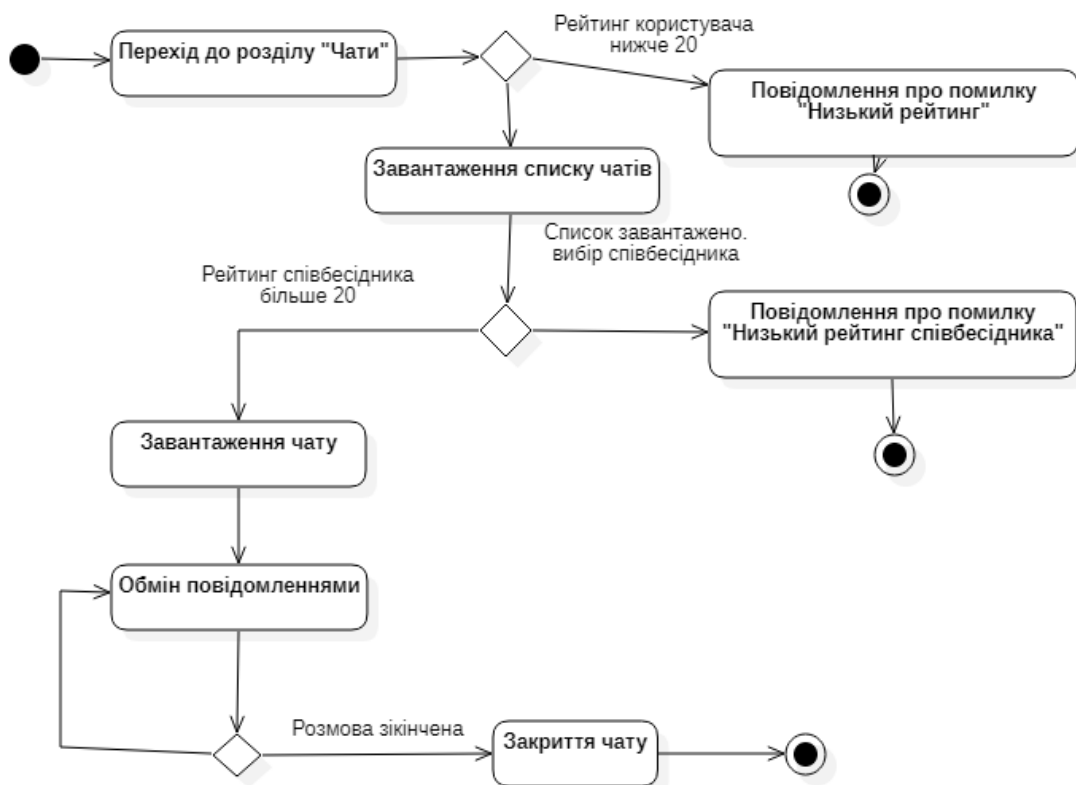 Рейтинг користувача
нижче 20
Перехід до розділу "Чати"
Повідомлення про помилку
"Низький рейтинг"
Завантаження списку чатів
Список завантажено.
вибір співбесідника
Рейтинг співбесідника
більше 20
Повідомлення про помилку
"Низький рейтинг співбесідника"
Завантаження чату
Обмін повідомленнями
Розмова зікінчена
Закриття чату